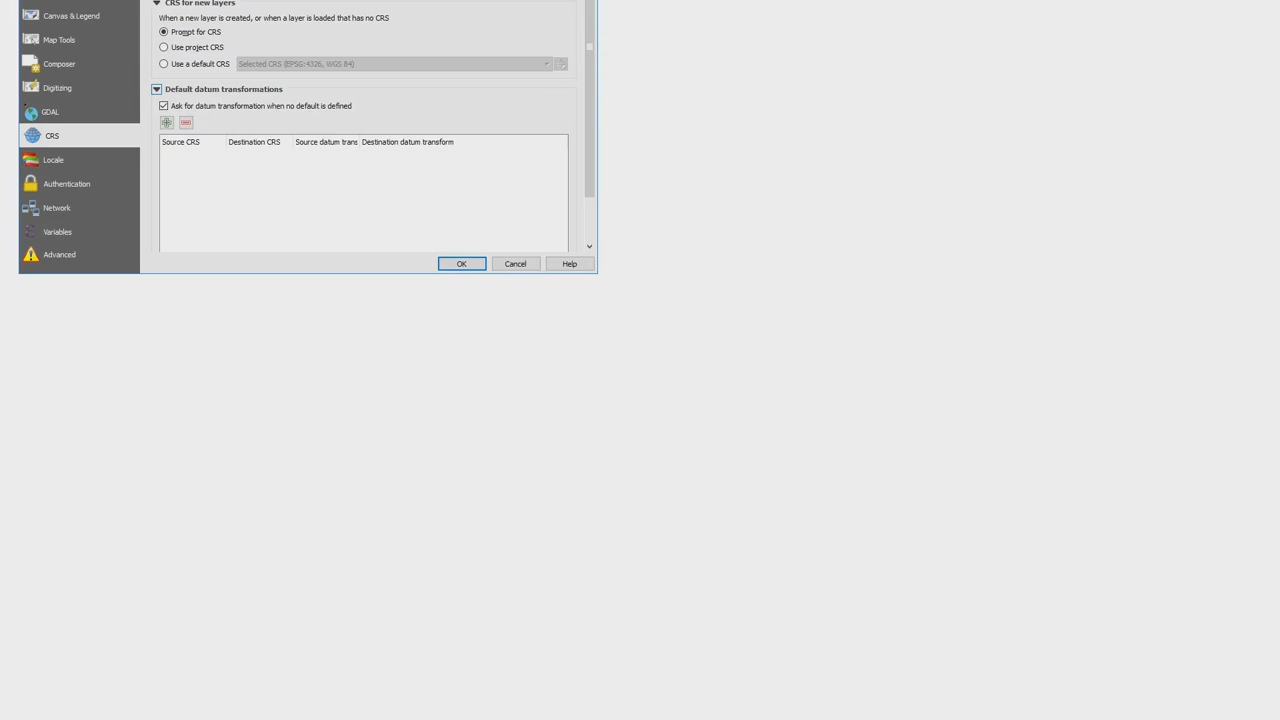 CRS for new layers
Canvas & Legend
When a new layer is created, or when a layer is loaded that has no CRS
Prompt for CRS
Map Tools
Use project CRS
Composer
Use a default CRS
Selected CRS (EPSG:4326, WGS 84)
Digitizing
Default datum transformations
Ask for datum transformation when no default is defined
GDAL
CRS
Source CRS Destination CRS Source datum trans Destination datum transform
Locale
Authentication
Network
Variables
Advanced
OK Cancel Help